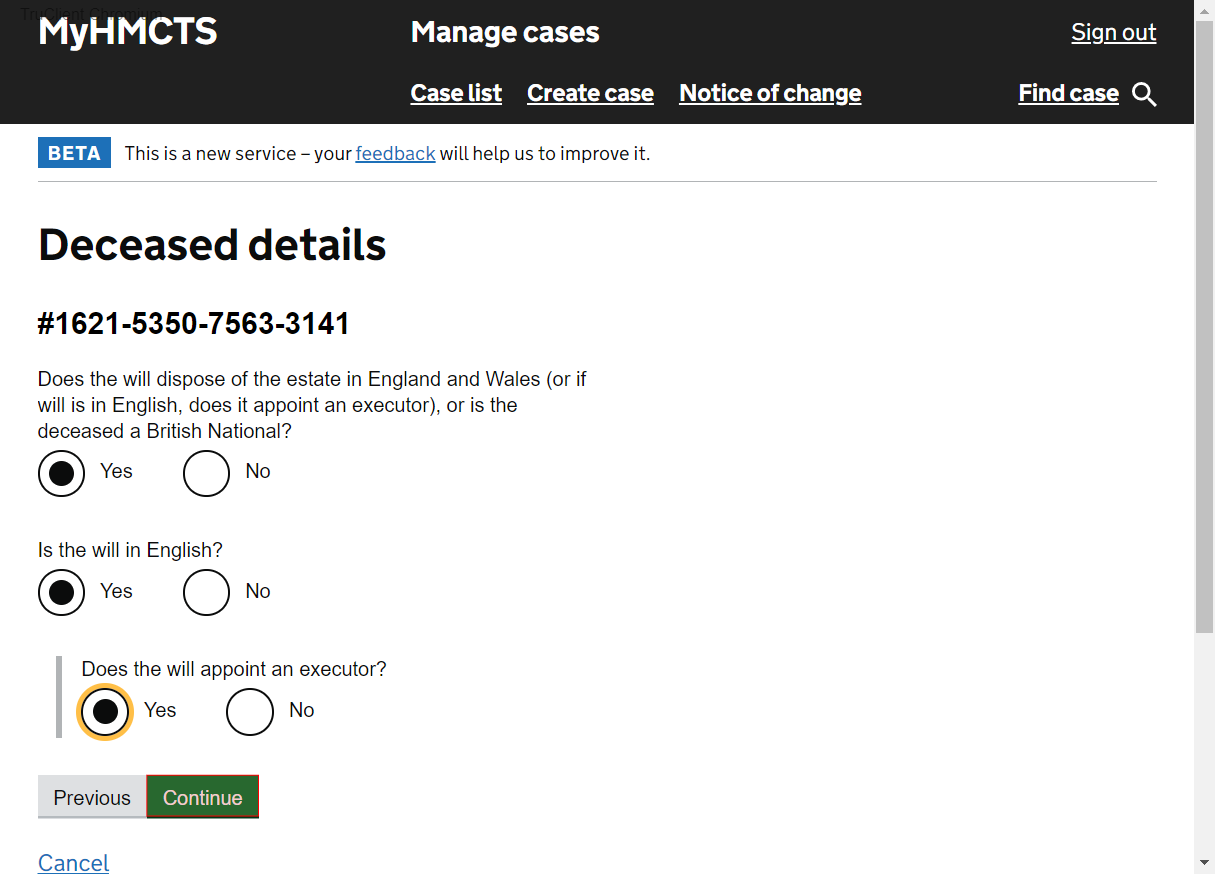 TruClient Chromium
MyHMCTS
Manage cases
Sign out
Case list
Create case
Notice of change
Find case
BETA
This is a new service – your feedback will help us to improve it.
Deceased details
#1621-5350-7563-3141
Does the will dispose of the estate in England and Wales (or if
will is in English, does it appoint an executor), or is the
deceased a British National?
Yes
No
Is the will in English?
Yes
No
Does the will appoint an executor?
Yes
No
Previous
Continue
Cancel